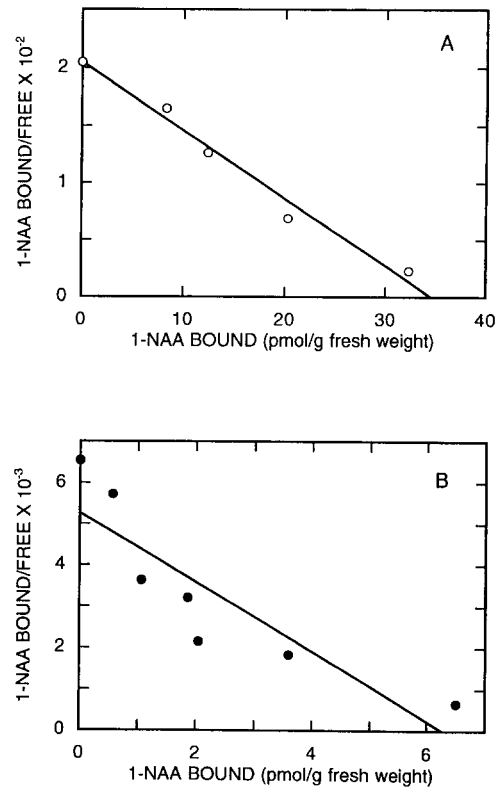 A
1-NAA BOUND/FREE X 10-2
2
1
0
0 10 20 30 40
1-NAA BOUND (pmol/g fresh weight)
B
1-NAA BOUND/FREE X 10-3
6
4
2
0
0 2 4 6
1-NAA BOUND (pmol/g fresh weight)